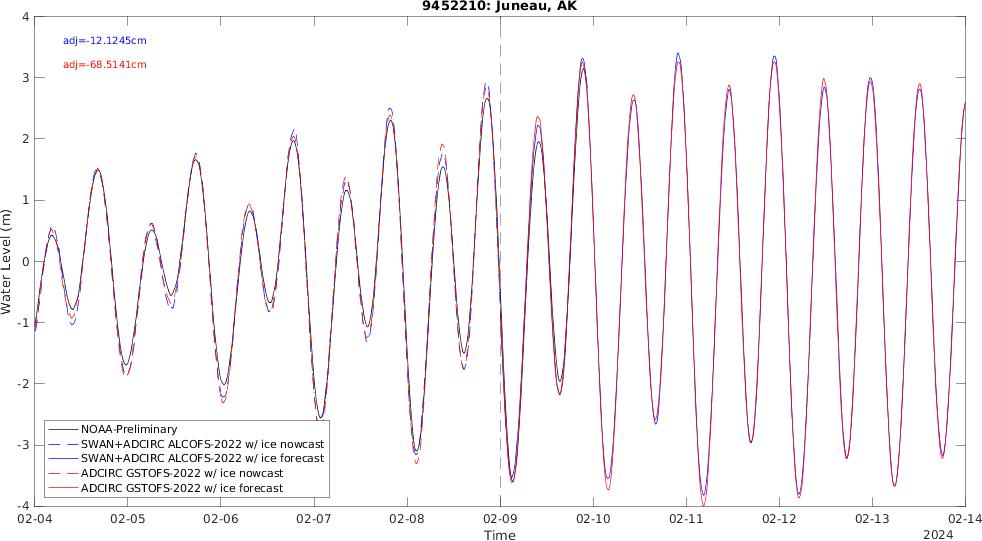 9452210: Juneau, AK
adj=-12.1245cm
adj=-68.5141cm
Water Level (m)
4
3
2
1
0
-1
-2
-3
-4
NOAA-Preliminary
SWAN+ADCIRC ALCOFS-2022 w/ ice nowcast
SWAN+ADCIRC ALCOFS-2022 w/ ice forecast
ADCIRC GSTOFS-2022 w/ ice nowcast
ADCIRC GSTOFS-2022 w/ ice forecast
02-04 02-05 02-06 02-07 02-08 02-09 02-10 02-11 02-12 02-13 02-14
Time
2024